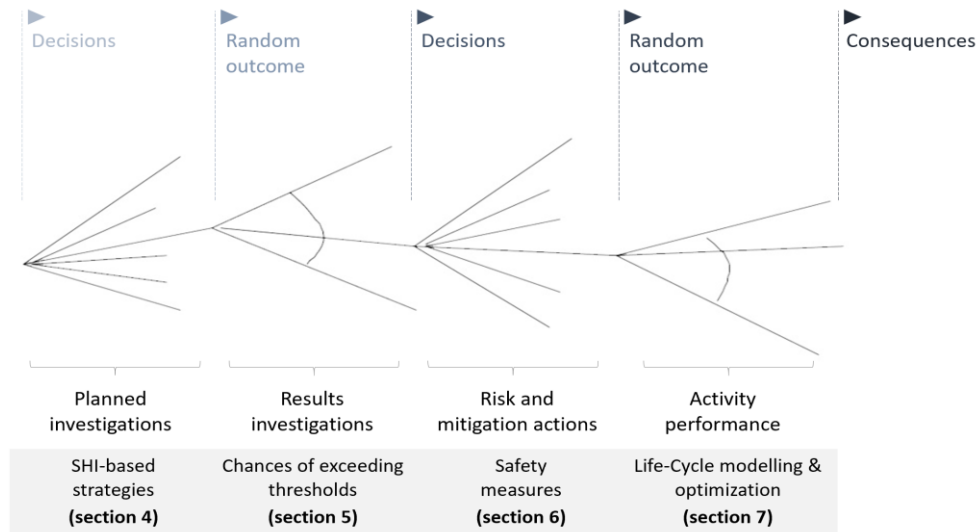 Decisions
Random
outcome
Decisions
Random
outcome
Consequences
Planned
investigations
Results
investigations
Risk and
mitigation actions
Activity
performance
SHI-based
strategies
(section 4)
Chances of exceeding
thresholds
(section 5)
Safety
measures
(section 6)
Life-Cycle modelling &
optimization
(section 7)